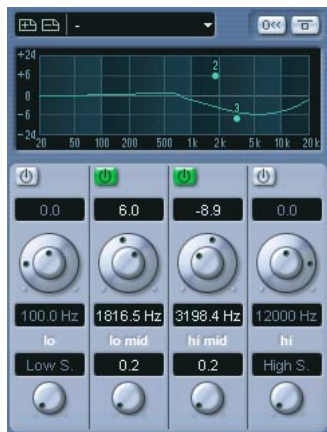 -
0<<
+24
2
+6
0
3
-6
-24
20 50 100 200 500 1k 2k 5k 10k 20k
0.0 6.0 -8.9 0.0
100.0 Hz 1816.5 Hz 3198.4 Hz 12000 Hz
lo lo mid hi mid hi
Low S. 0.2 0.2 High S.